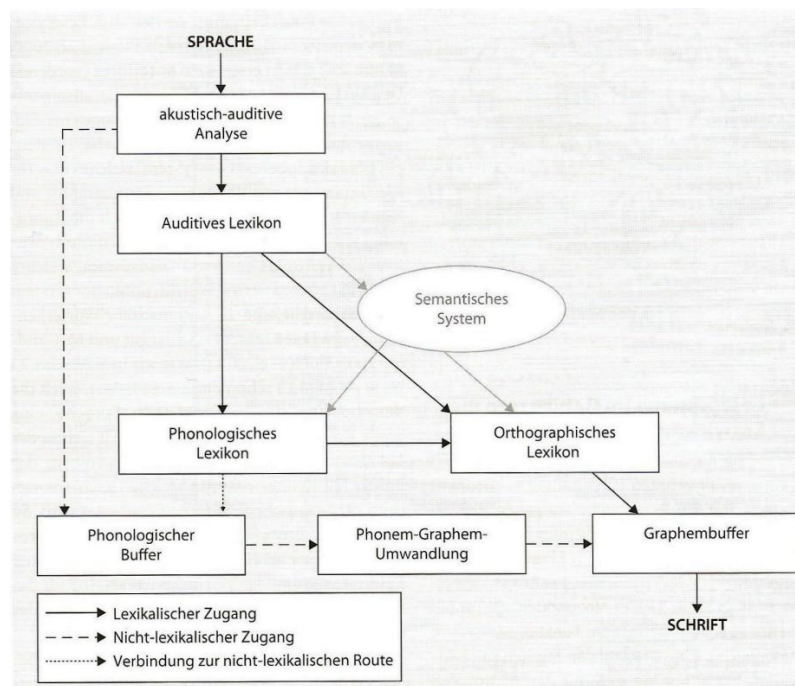 SPRACHE
akustisch-auditive
Analyse
Auditives Lexikon
Semantisches
System
Phonologisches
Lexikon
Orthographisches
Lexikon
Phonologischer
Buffer
Phonem-Graphem-
Umwandlung
Graphembuffer
Lexikalischer Zugang
Nicht-lexikalischer Zugang
Verbindung zur nicht-lexikalischen Route
SCHRIFT